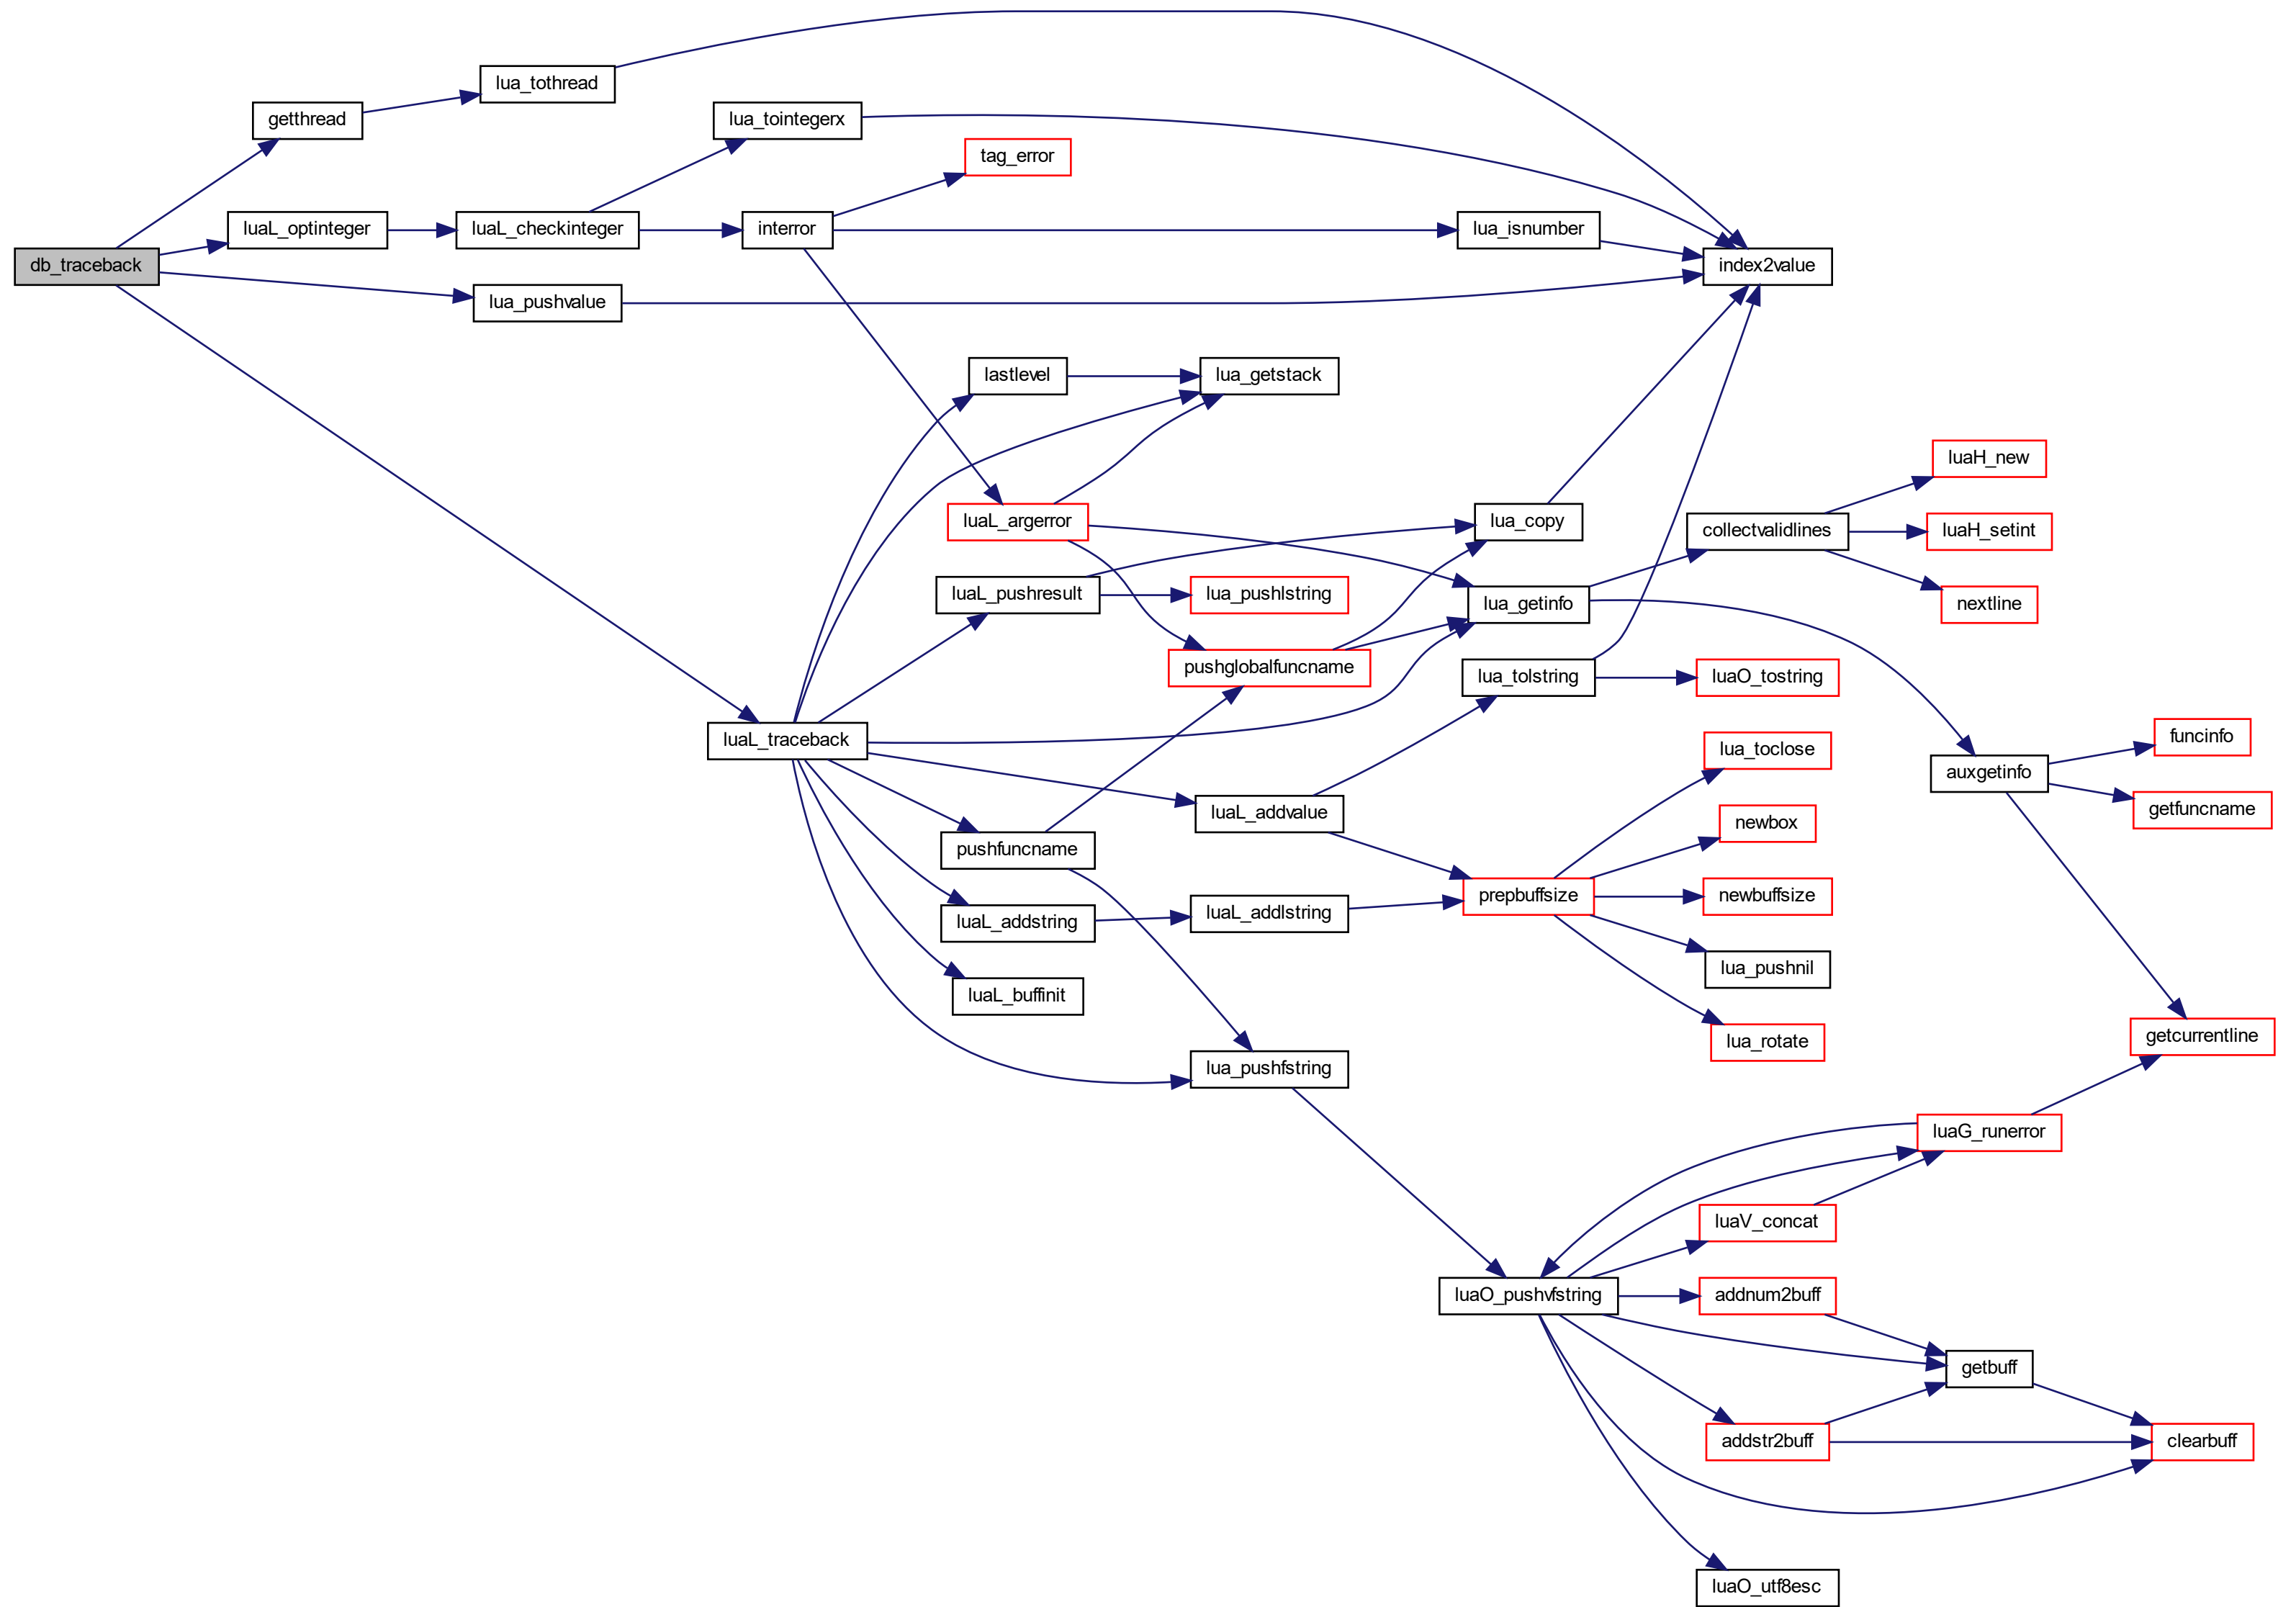 lua_tothread
getthread
lua_tointegerx
tag_error
luaL_optinteger
luaL_checkinteger
interror
lua_isnumber
db_traceback
index2value
lua_pushvalue
lastlevel
lua_getstack
luaH_new
luaL_argerror
lua_copy
collectvalidlines
luaH_setint
luaL_pushresult
lua_pushlstring
lua_getinfo
nextline
pushglobalfuncname
lua_tolstring
luaO_tostring
luaL_traceback
lua_toclose
funcinfo
auxgetinfo
luaL_addvalue
newbox
getfuncname
pushfuncname
prepbuffsize
newbuffsize
luaL_addstring
luaL_addlstring
lua_pushnil
luaL_buffinit
lua_rotate
getcurrentline
lua_pushfstring
luaG_runerror
luaV_concat
luaO_pushvfstring
addnum2buff
getbuff
addstr2buff
clearbuff
luaO_utf8esc